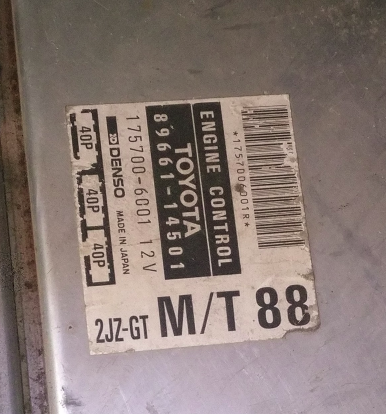 *1757006001R*
ENGINE CONTROL
TOYOTA
89661-14501
175700-6001 12V
DENSO MADE IN JAPAN
40P 40P 40P
2JZ-GT M/T 88